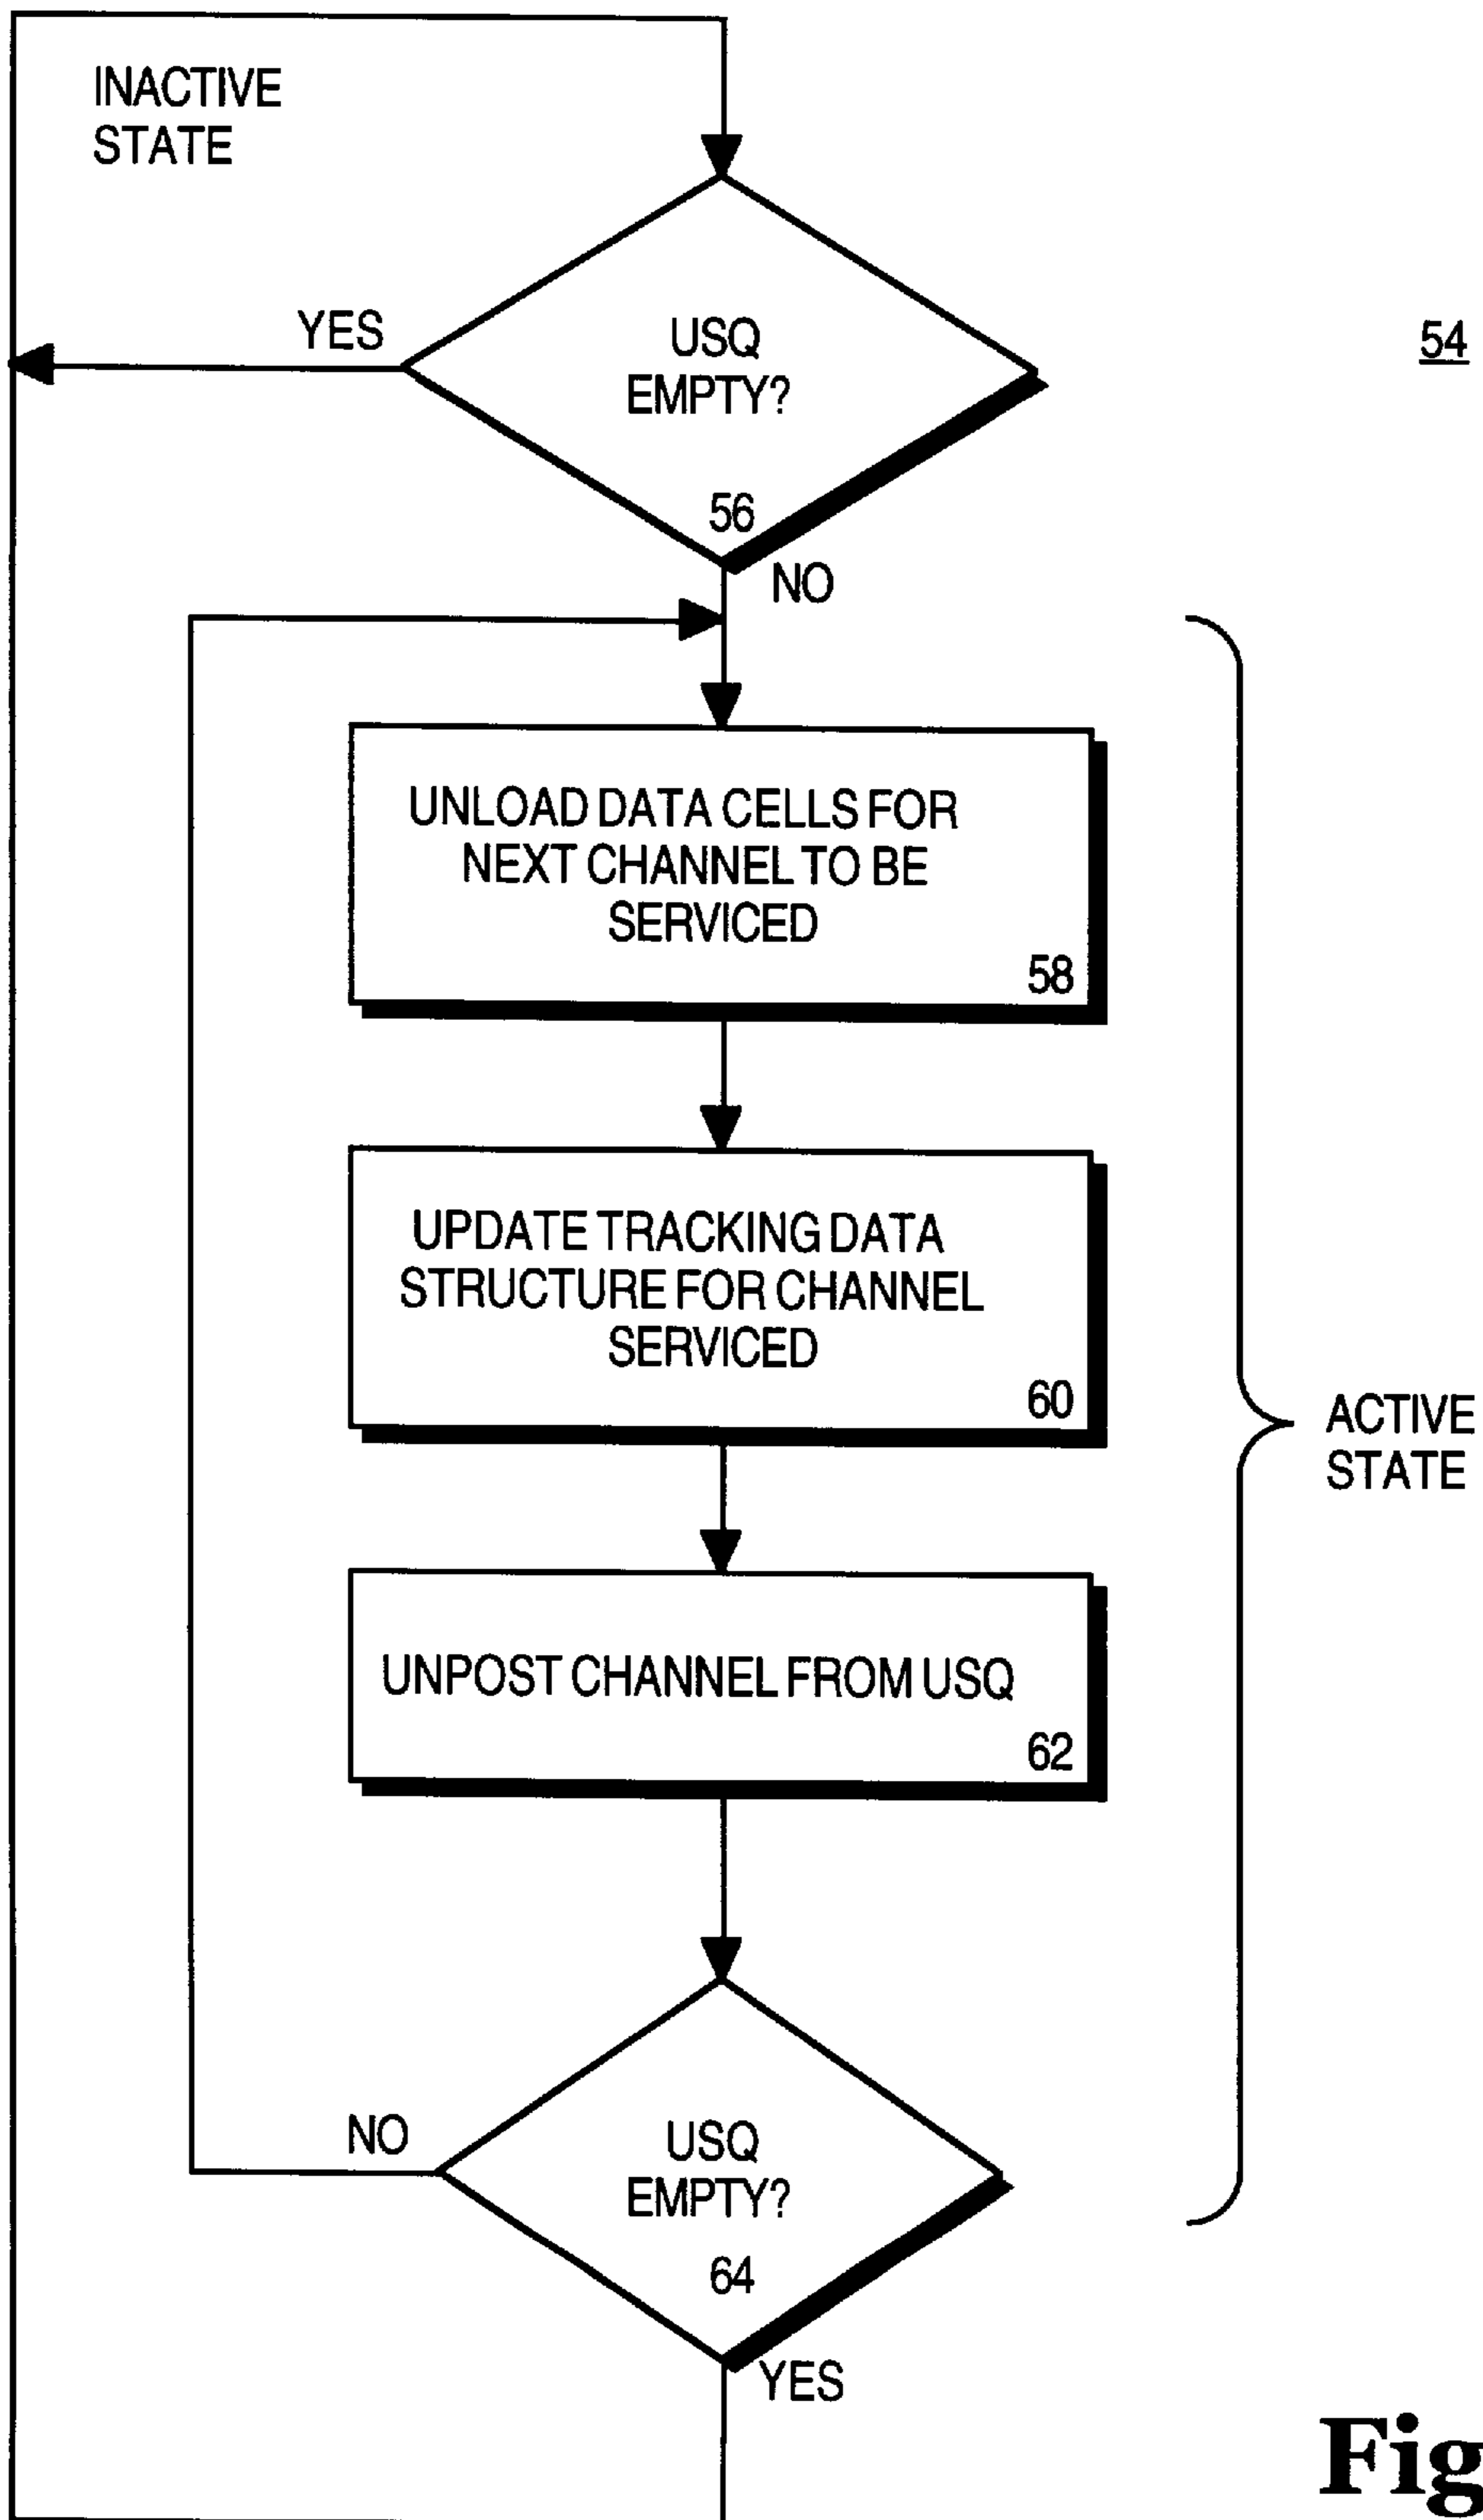 INACTIVE
STATE
YES
USQ
EMPTY?
54
56
NO
UNLOAD DATA CELLS FOR
NEXT CHANNEL TO BE
SERVICED
58
UPDATE TRACKING DATA
STRUCTURE FOR CHANNEL
SERVICED
60
ACTIVE
STATE
UNPOST CHANNEL FROM USQ
62
NO
USQ
EMPTY?
64
YES
Fig